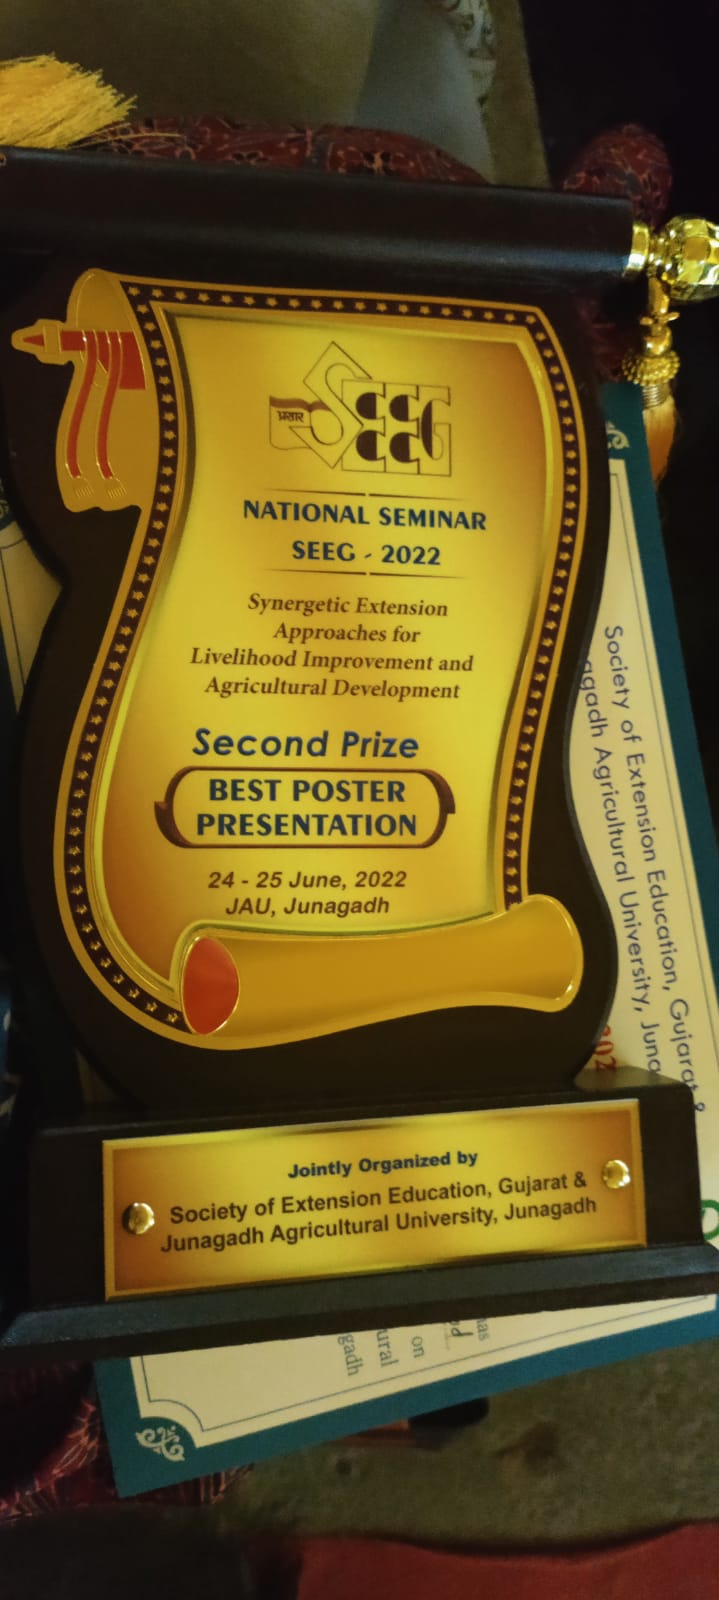 प्रसार
SEEG
NATIONAL SEMINAR
SEEG - 2022
Synergetic Extension
Approaches for
Livelihood Improvement and
Agricultural Development
Second Prize
BEST POSTER
PRESENTATION
24 - 25 June, 2022
JAU, Junagadh
Jointly Organized by
Society of Extension Education, Gujarat &
Junagadh Agricultural University, Junagadh
Society of Extension Education, Gujarat &
Agricultural University,
on